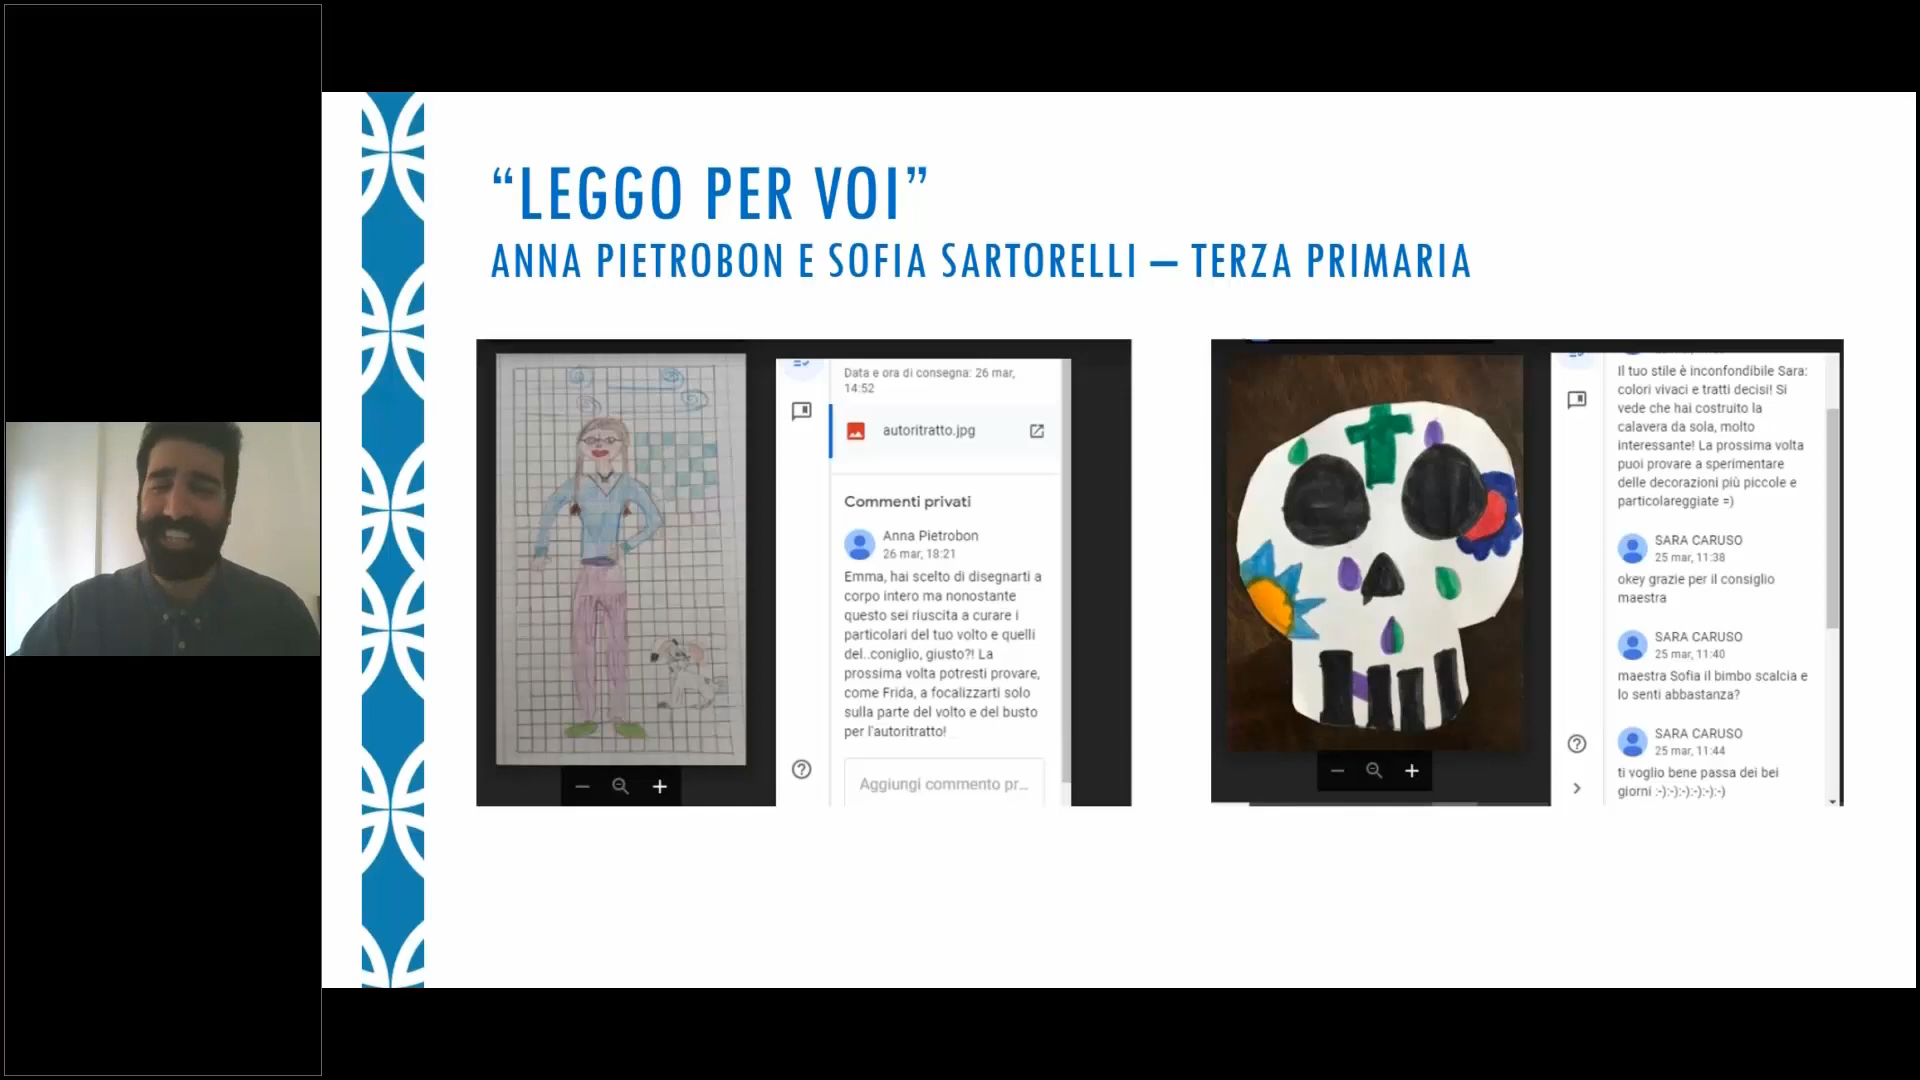 “LEGGO PER VOI”
ANNA PIETROBON E SOFIA SARTORELLI – TERZA PRIMARIA
Data e ora di consegna: 26 mar,
14:52
autoritratto.jpg
Commenti privati
Anna Pietrobon
26 mar, 18:21
Emma, hai scelto di disegnarti a
corpo intero ma nonostante
questo sei riuscita a curare i
particolari del tuo volto e quelli
del..coniglio, giusto?! La
prossima volta potresti provare,
come Frida, a focalizzarti solo
sulla parte del volto e del busto
per l'autoritratto!
Aggiungi commento pr...
Il tuo stile è inconfondibile Sara:
colori vivaci e tratti decisi! Si
vede che hai costruito la
calavera da sola, molto
interessante! La prossima volta
puoi provare a sperimentare
delle decorazioni più piccole e
particolareggiate =)
SARA CARUSO
25 mar, 11:38
okey grazie per il consiglio
maestra
SARA CARUSO
25 mar, 11:40
maestra Sofia il bimbo scalcia e
lo senti abbastanza?
SARA CARUSO
25 mar, 11:44
ti voglio bene passa dei bei
giorni :-):-):-):-):-):-)